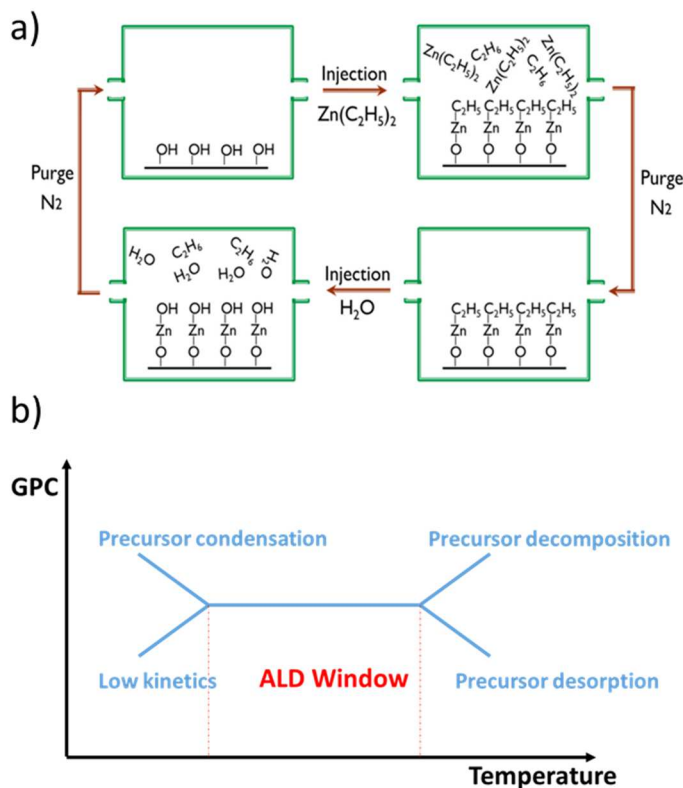 a)
OH OH OH OH
Injection
Zn(C₂H₅)₂
Zn(C₂H₅)₂ C₂H₆ Zn(C₂H₅)₂ C₂H₆ Zn(C₂H₅)₂
C₂H₅ C₂H₅ C₂H₅ C₂H₅
Zn Zn Zn Zn
O O O O
Purge
N2
Purge
N2
H₂O C₂H₆ H₂O C₂H₆ H₂O H₂O
OH OH OH OH
Zn Zn Zn Zn
O O O O
Injection
H₂O
C₂H₅ C₂H₅ C₂H₅ C₂H₅
Zn Zn Zn Zn
O O O O
b)
GPC
Precursor condensation
Precursor decomposition
Low kinetics
ALD Window
Precursor desorption
Temperature